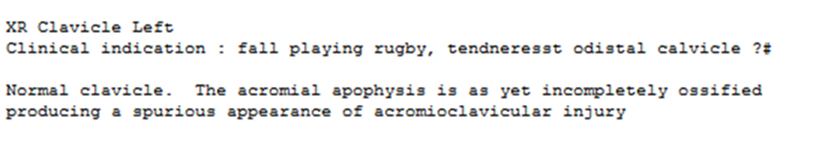 XR Clavicle Left
Clinical indication : fall playing rugby, tendneresst odistal calvicle ?#
Normal clavicle.  The acromial apophysis is as yet incompletely ossified
producing a spurious appearance of acromioclavicular injury